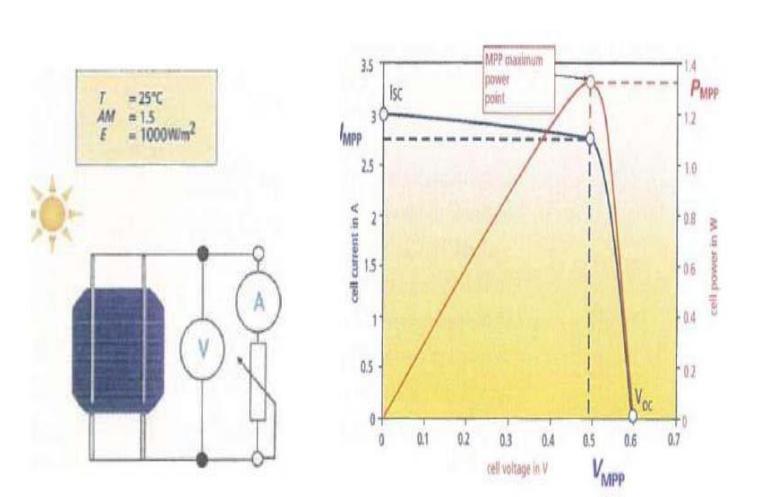 T = 25°C
AM = 1.5
E = 1000W/m²
V
A
MPP maximum
power
point
Isc
IMPP
PMPP
3.5
3
2.5
2
1.5
1
0.5
0
cell current in A
1.4
1.2
1.0
0.8
0.6
0.4
0.2
0
cell power in W
Voc
0 0.1 0.2 0.3 0.4 0.5 0.6 0.7
cell voltage in V
VMPP